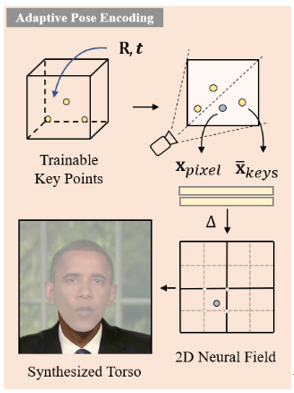 Adaptive Pose Encoding
R, t
Trainable
Key Points
x_pixel x̄_keys
Δ
2D Neural Field
Synthesized Torso